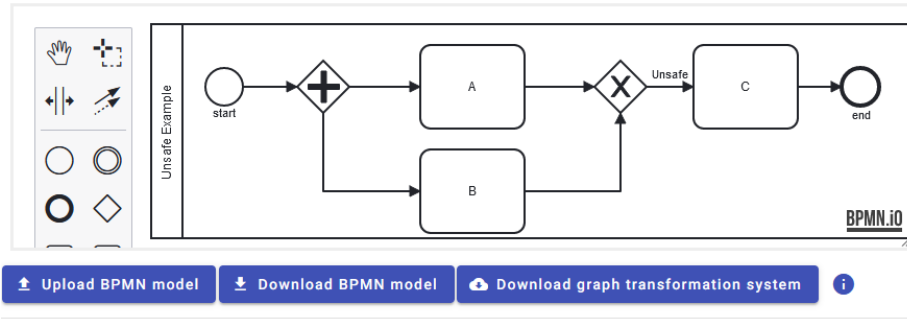 Unsafe Example
start
A
B
Unsafe
C
end
BPMN.iO
Upload BPMN model
Download BPMN model
Download graph transformation system
i